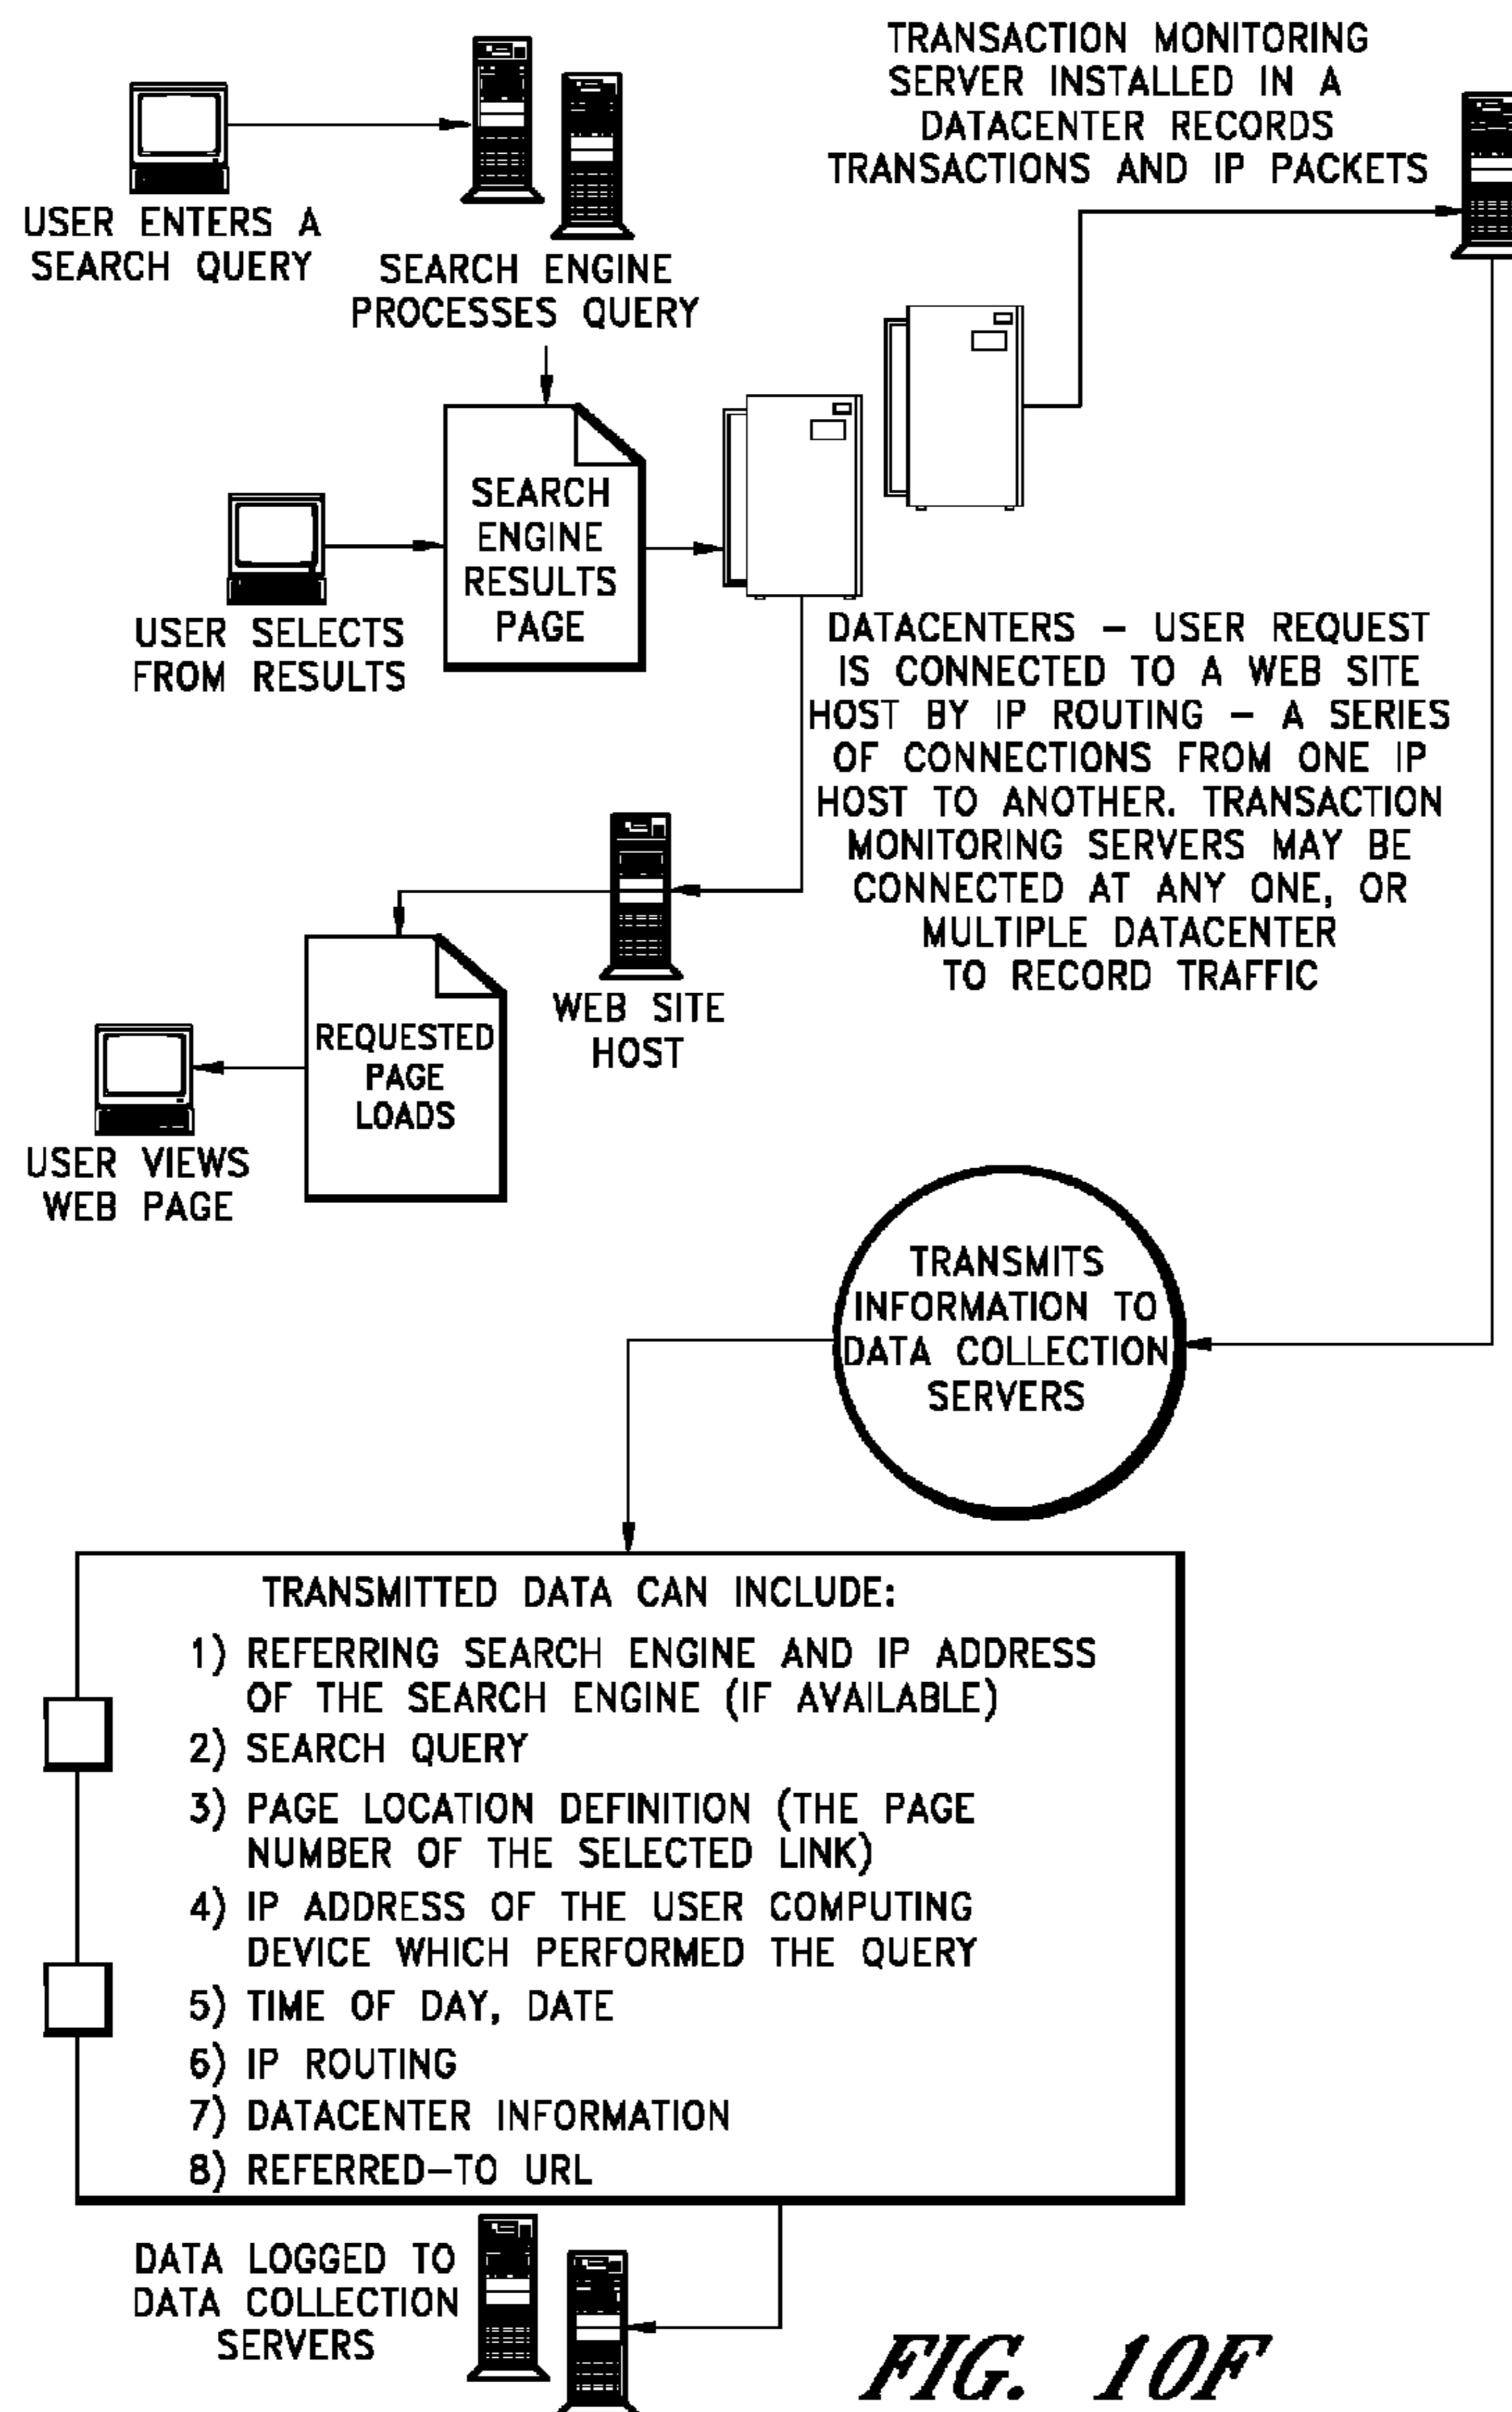 TRANSACTION MONITORING
SERVER INSTALLED IN A
DATACENTER RECORDS
TRANSACTIONS AND IP PACKETS
USER ENTERS A
SEARCH QUERY
SEARCH ENGINE
PROCESSES QUERY
SEARCH
ENGINE
RESULTS
PAGE
USER SELECTS
FROM RESULTS
DATACENTERS – USER REQUEST
IS CONNECTED TO A WEB SITE
HOST BY IP ROUTING – A SERIES
OF CONNECTIONS FROM ONE IP
HOST TO ANOTHER. TRANSACTION
MONITORING SERVERS MAY BE
CONNECTED AT ANY ONE, OR
MULTIPLE DATACENTER
TO RECORD TRAFFIC
WEB SITE
HOST
REQUESTED
PAGE
LOADS
USER VIEWS
WEB PAGE
TRANSMITS
INFORMATION TO
DATA COLLECTION
SERVERS
TRANSMITTED DATA CAN INCLUDE:
1) REFERRING SEARCH ENGINE AND IP ADDRESS
OF THE SEARCH ENGINE (IF AVAILABLE)
2) SEARCH QUERY
3) PAGE LOCATION DEFINITION (THE PAGE
NUMBER OF THE SELECTED LINK)
4) IP ADDRESS OF THE USER COMPUTING
DEVICE WHICH PERFORMED THE QUERY
5) TIME OF DAY, DATE
6) IP ROUTING
7) DATACENTER INFORMATION
8) REFERRED–TO URL
DATA LOGGED TO
DATA COLLECTION
SERVERS
FIG. 10F